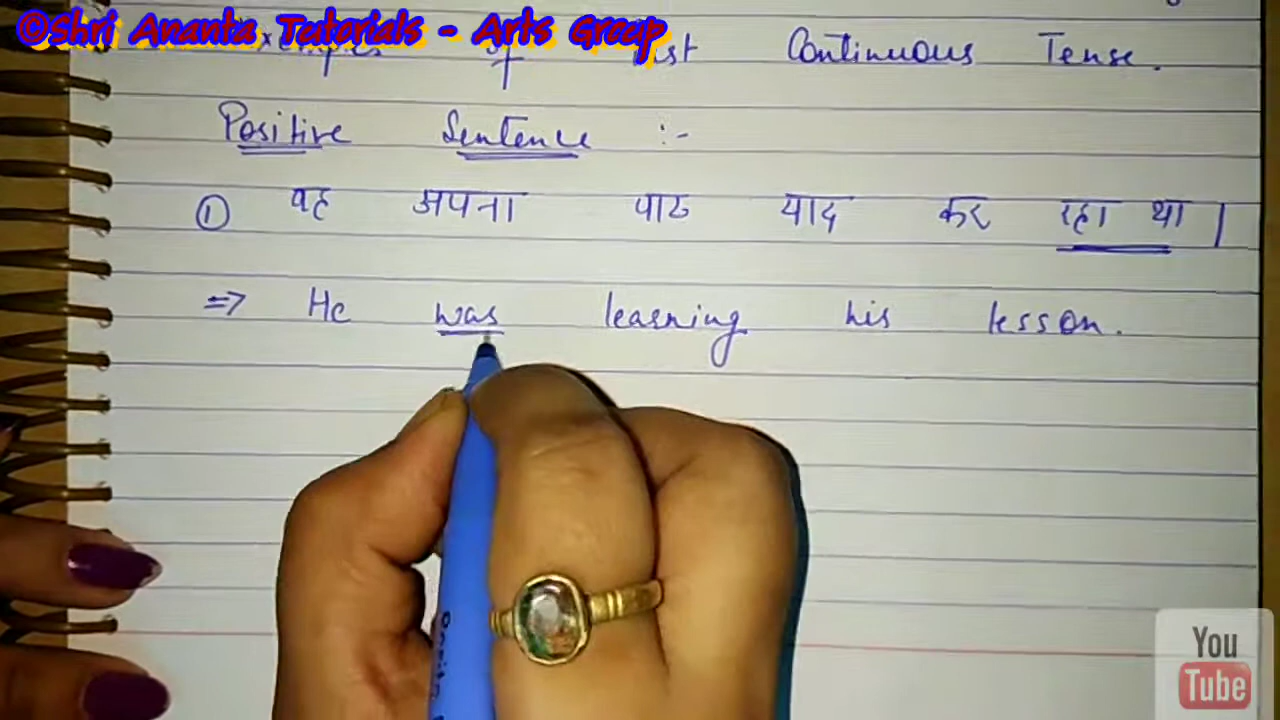 ©Shri Ananta Tutorials - Arts Group
of Continuous Tense.
Positive Sentence :-
① वह अपना पाठ याद कर रहा था |
=> He was learning his lesson.
You
Tube